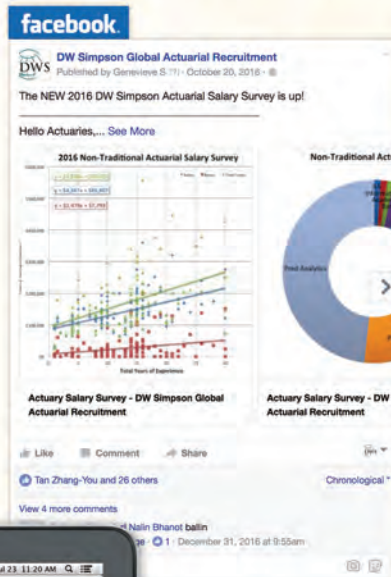 facebook
DWS
DW Simpson Global Actuarial Recruitment
Published by Genevieve S October 20, 2016
The NEW 2016 DW Simpson Actuarial Salary Survey is up!
Hello Actuaries,... See More
2016 Non-Traditional Actuarial Salary Survey
Non-Traditional Act
Total Years of Experience
Actuary Salary Survey - DW Simpson Global
Actuarial Recruitment
Actuary Salary Survey - DW
Actuarial Recruitment
Like Comment Share
Tan Zhang-You and 26 others
Chronological
View 4 more comments
Nalin Bhanot ballin
1 · December 31, 2016 at 9:55am
23 11:20 AM